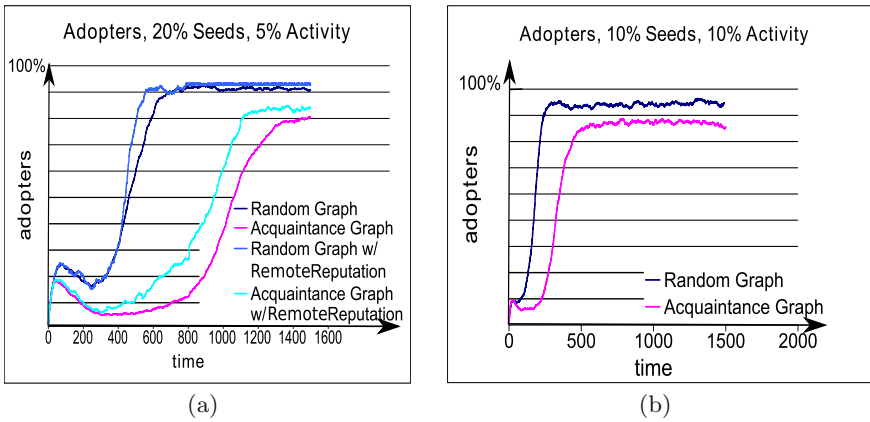 Adopters, 20% Seeds, 5% Activity
100%
adopters
Random Graph
Acquaintance Graph
Random Graph w/
RemoteReputation
Acquaintance Graph
w/RemoteReputation
0 200 400 600 800 1000 1200 1400 1600
time
(a)
Adopters, 10% Seeds, 10% Activity
100%
adopters
Random Graph
Acquaintance Graph
0 500 1000 1500 2000
time
(b)